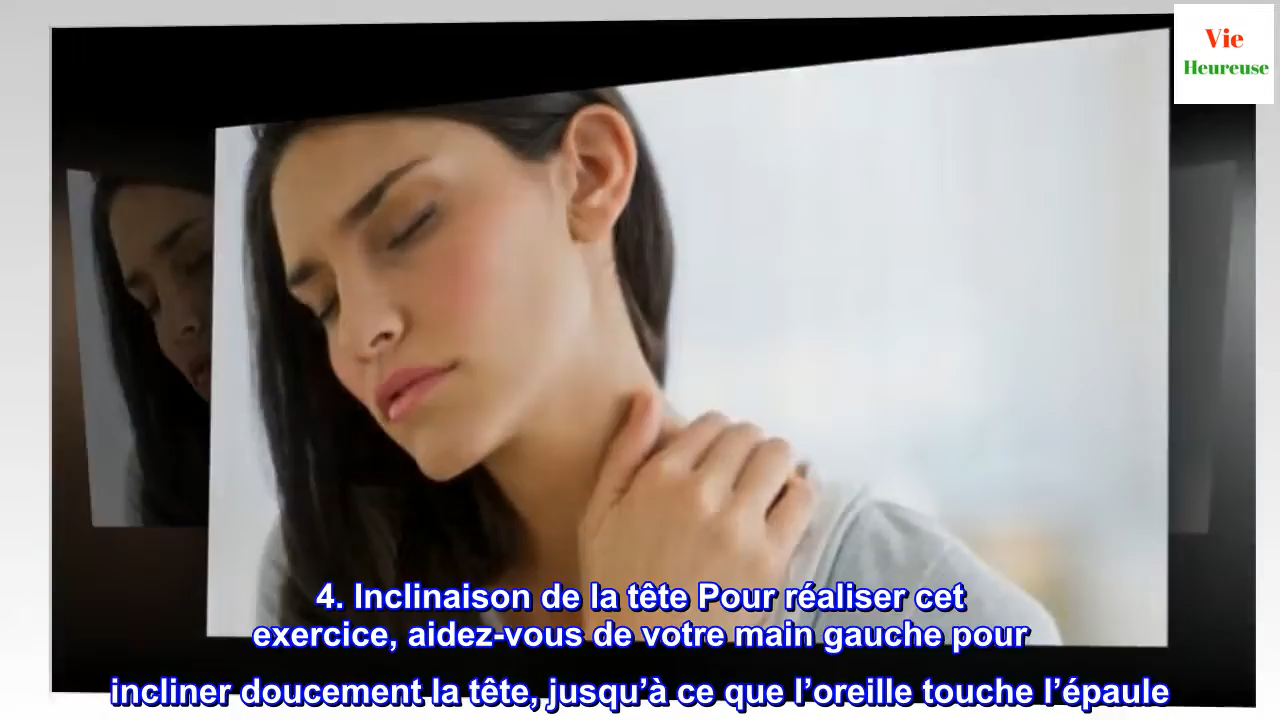 Vie
Heureuse
4. Inclinaison de la tête Pour réaliser cet
exercice, aidez-vous de votre main gauche pour
incliner doucement la tête, jusqu’à ce que l’oreille touche l’épaule